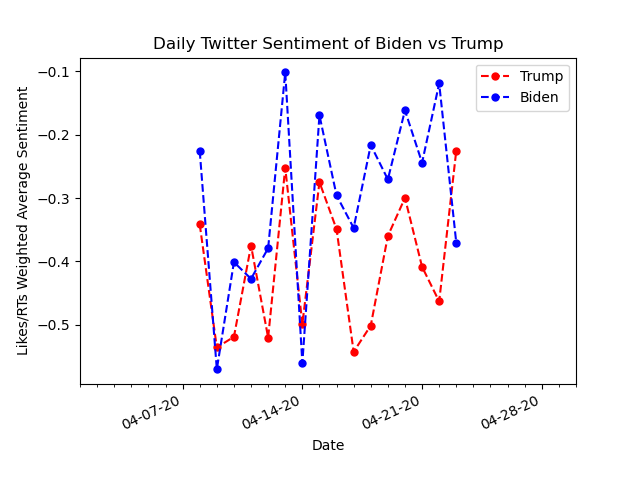 Daily Twitter Sentiment of Biden vs Trump
Trump
Biden
Likes/RTs Weighted Average Sentiment
−0.1
−0.2
−0.3
−0.4
−0.5
04-07-20
04-14-20
04-21-20
04-28-20
Date